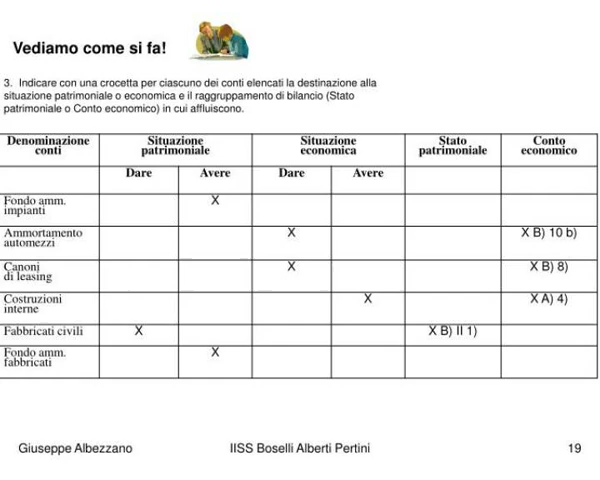 Vediamo come si fa!
3. Indicare con una crocetta per ciascuno dei conti elencati la destinazione alla
situazione patrimoniale o economica e il raggruppamento di bilancio (Stato
patrimoniale o Conto economico) in cui affluiscono.
Denominazione conti Situazione patrimoniale Situazione economica Stato patrimoniale Conto economico
Dare Avere Dare Avere
Fondo amm. impianti X
Ammortamento automezzi X X B) 10 b)
Canoni di leasing X X B) 8)
Costruzioni interne X X A) 4)
Fabbricati civili X X B) II 1)
Fondo amm. fabbricati X
Giuseppe Albezzano IISS Boselli Alberti Pertini 19